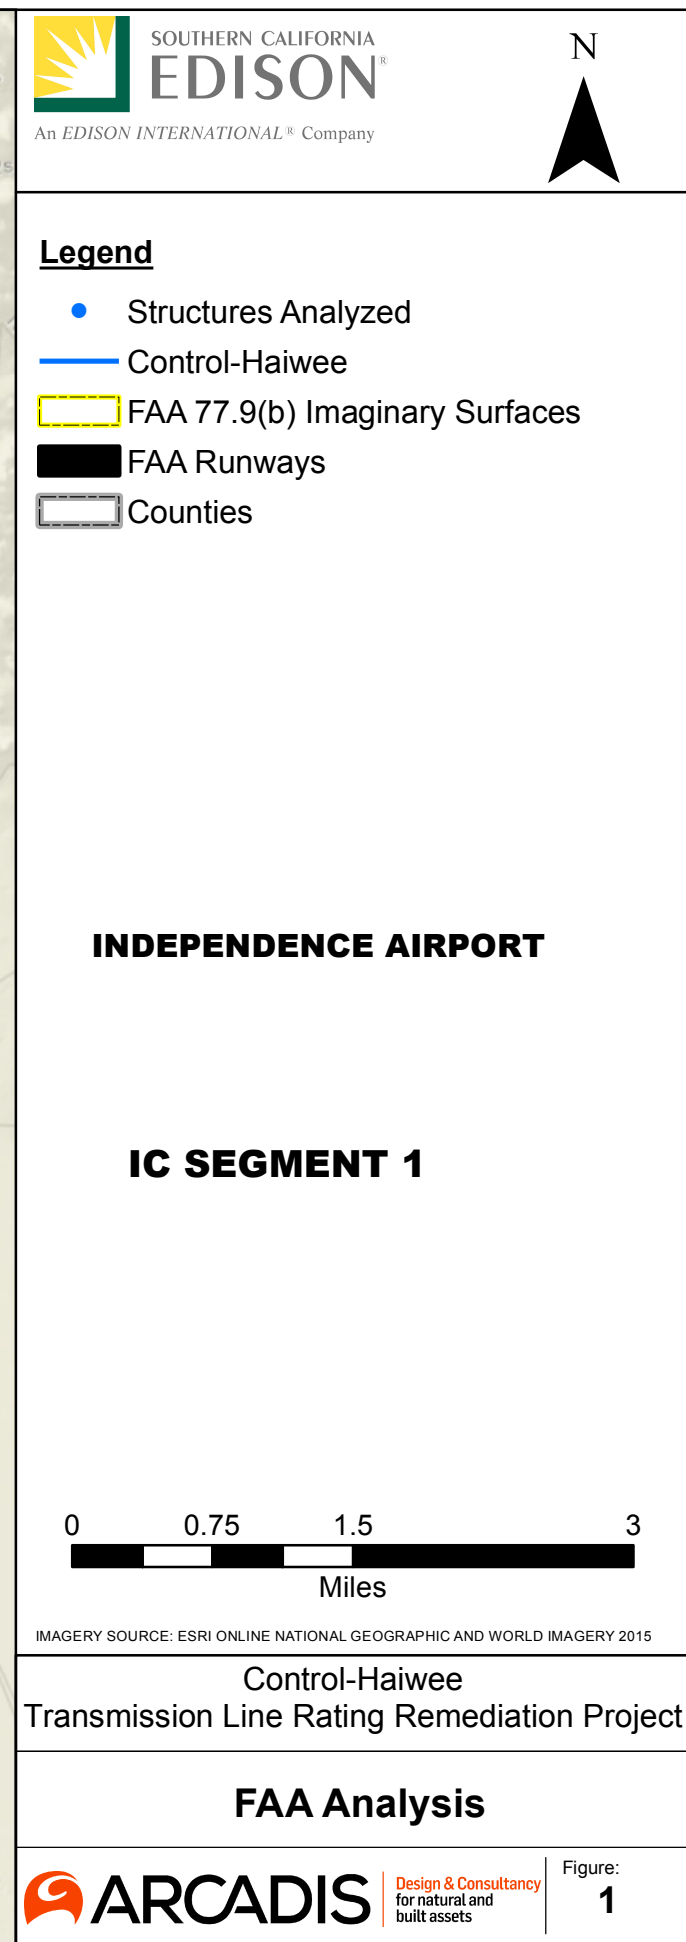 SOUTHERN CALIFORNIA
EDISON®
An EDISON INTERNATIONAL® Company
N
Legend
Structures Analyzed
Control-Haiwee
FAA 77.9(b) Imaginary Surfaces
FAA Runways
Counties
INDEPENDENCE AIRPORT
IC SEGMENT 1
0 0.75 1.5 3
Miles
IMAGERY SOURCE: ESRI ONLINE NATIONAL GEOGRAPHIC AND WORLD IMAGERY 2015
Control-Haiwee
Transmission Line Rating Remediation Project
FAA Analysis
ARCADIS
Design & Consultancy
for natural and
built assets
Figure:
1